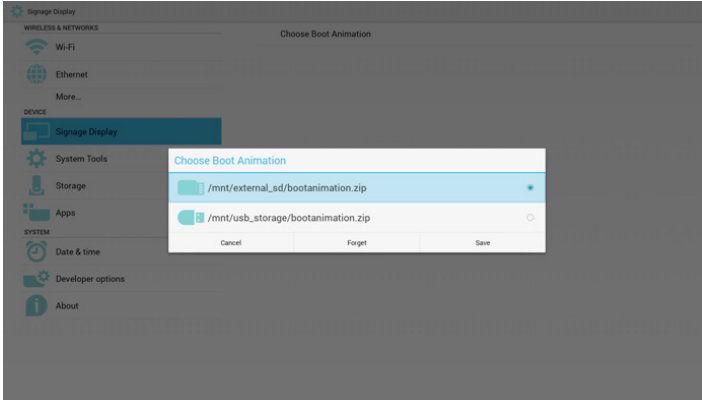 Signage Display
WIRELESS & NETWORKS
Wi-Fi
Ethernet
More...
DEVICE
Signage Display
System Tools
Storage
Apps
SYSTEM
Date & time
Developer options
About
Choose Boot Animation
Choose Boot Animation
/mnt/external_sd/bootanimation.zip
/mnt/usb_storage/bootanimation.zip
Cancel Forget Save